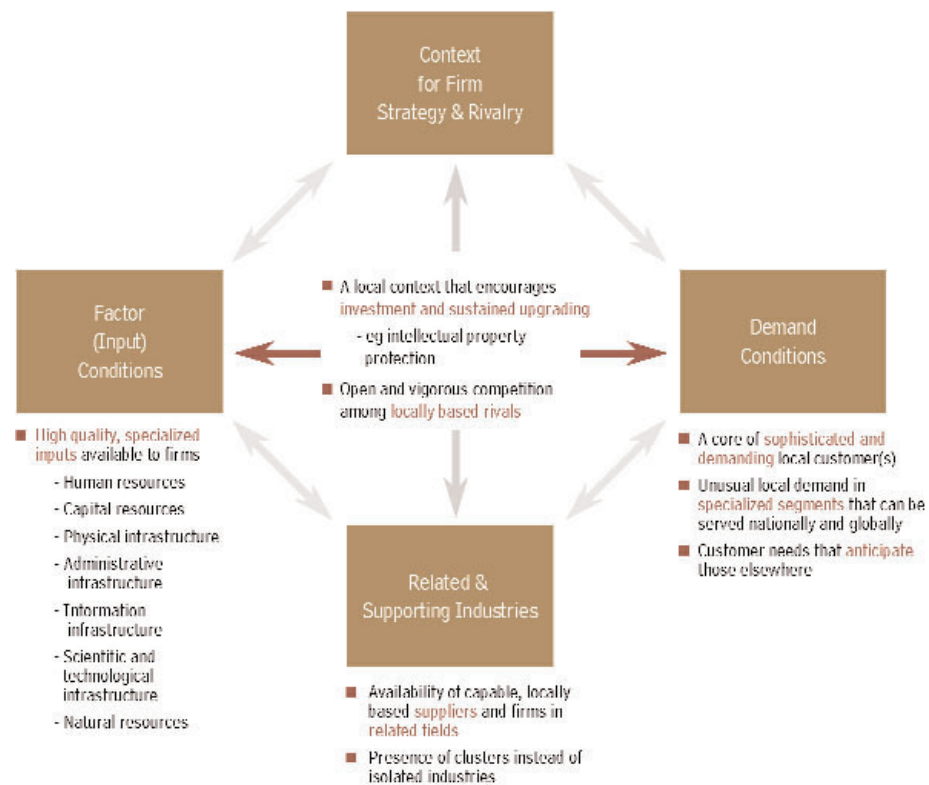 Context
for Firm
Strategy & Rivalry
Factor
(Input)
Conditions
■ A local context that encourages
investment and sustained upgrading
- eg intellectual property
protection
■ Open and vigorous competition
among locally based rivals
Demand
Conditions
■ High quality, specialized
inputs available to firms
- Human resources
- Capital resources
- Physical infrastructure
- Administrative
infrastructure
- Information
infrastructure
- Scientific and
technological
infrastructure
- Natural resources
■ A core of sophisticated and
demanding local customer(s)
■ Unusual local demand in
specialized segments that can be
served nationally and globally
■ Customer needs that anticipate
those elsewhere
Related &
Supporting Industries
■ Availability of capable, locally
based suppliers and firms in
related fields
■ Presence of clusters instead of
isolated industries